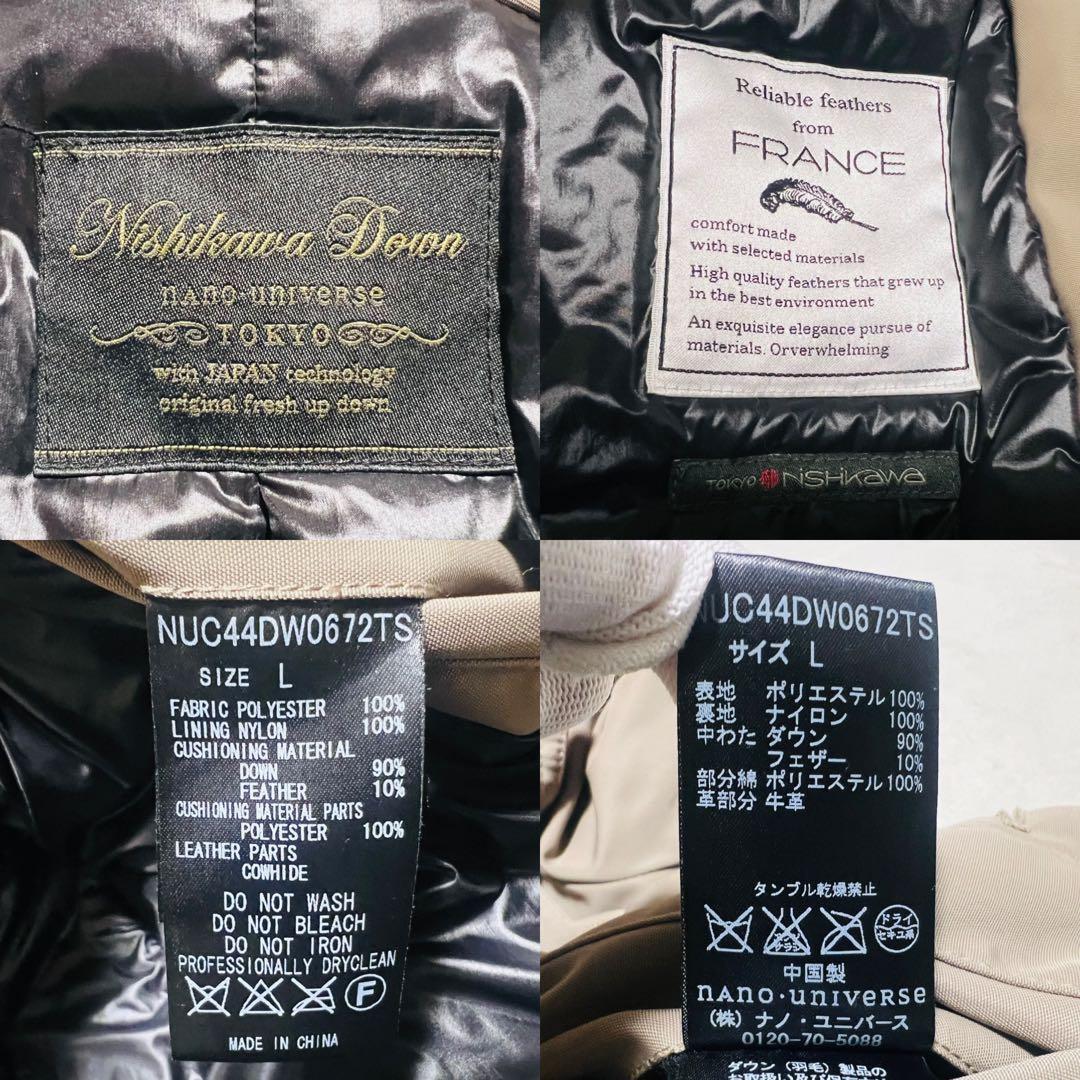 Nishikawa Down
nano·universe
TOKYO
with JAPAN technology
original fresh up down
Reliable feathers
from
FRANCE
comfort made
with selected materials
High quality feathers that grew up
in the best environment
An exquisite elegance pursue of
materials. Orverwhelming
TOKYO NISHIKAWA
NUC44DW0672TS
SIZE L
FABRIC POLYESTER 100%
LINING NYLON 100%
CUSHIONING MATERIAL
DOWN 90%
FEATHER 10%
CUSHIONING MATERIAL PARTS
POLYESTER 100%
LEATHER PARTS
COWHIDE
DO NOT WASH
DO NOT BLEACH
DO NOT IRON
PROFESSIONALLY DRYCLEAN
F
MADE IN CHINA
NUC44DW0672TS
サイズ L
表地 ポリエステル100%
裏地 ナイロン 100%
中わた ダウン 90%
フェザー 10%
部分綿 ポリエステル100%
革部分 牛革
タンブル乾燥禁止
ドライ
セキユ系
中国製
nano·universe
(株) ナノ・ユニバース
0120-70-5088
ダウン (羽毛) 製品の